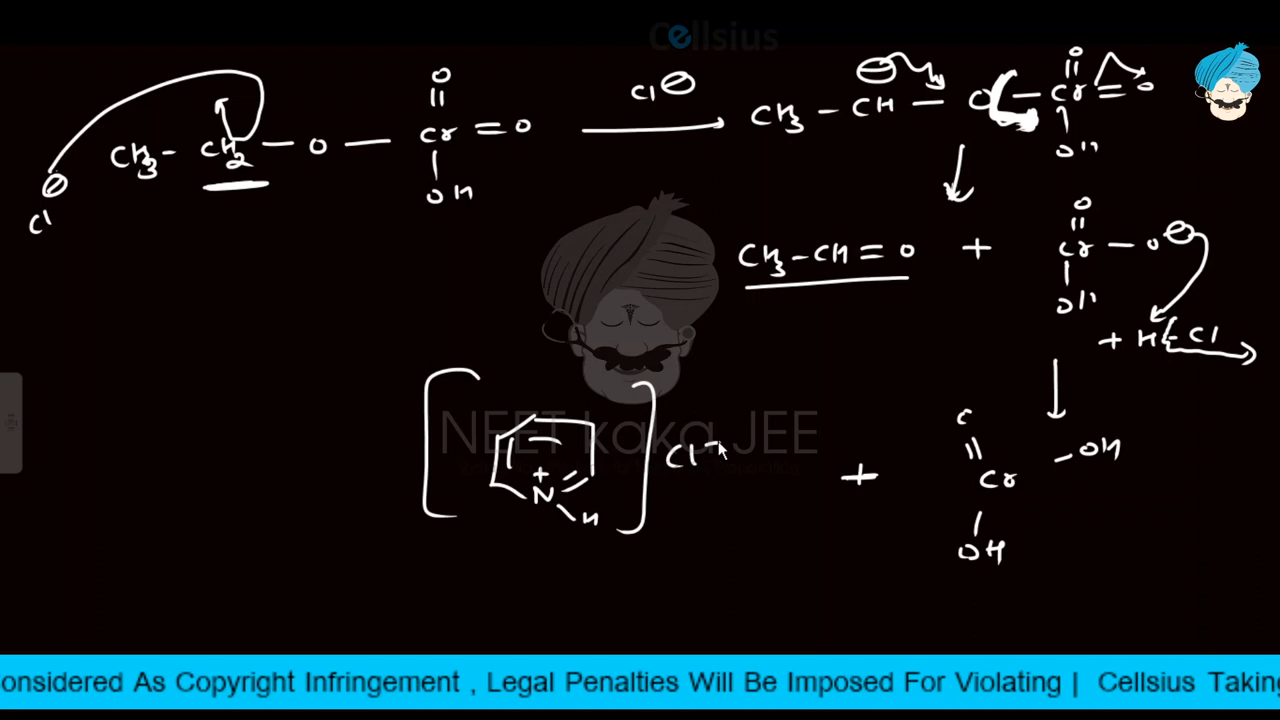 Cellsius
O O
CH3 - CH2 - O - Cr = O Cl⊖ CH3 - CH - O - Cr = O
⊖
OH OH
⊖
Cl
O
CH3 - CH = O + Cr - O⊖
OH
+ H - Cl
NEET kaka JEE
[ +N H ] Cl- + Cr - OH
OH
onsidered As Copyright Infringement , Legal Penalties Will Be Imposed For Violating | Cellsius Taking